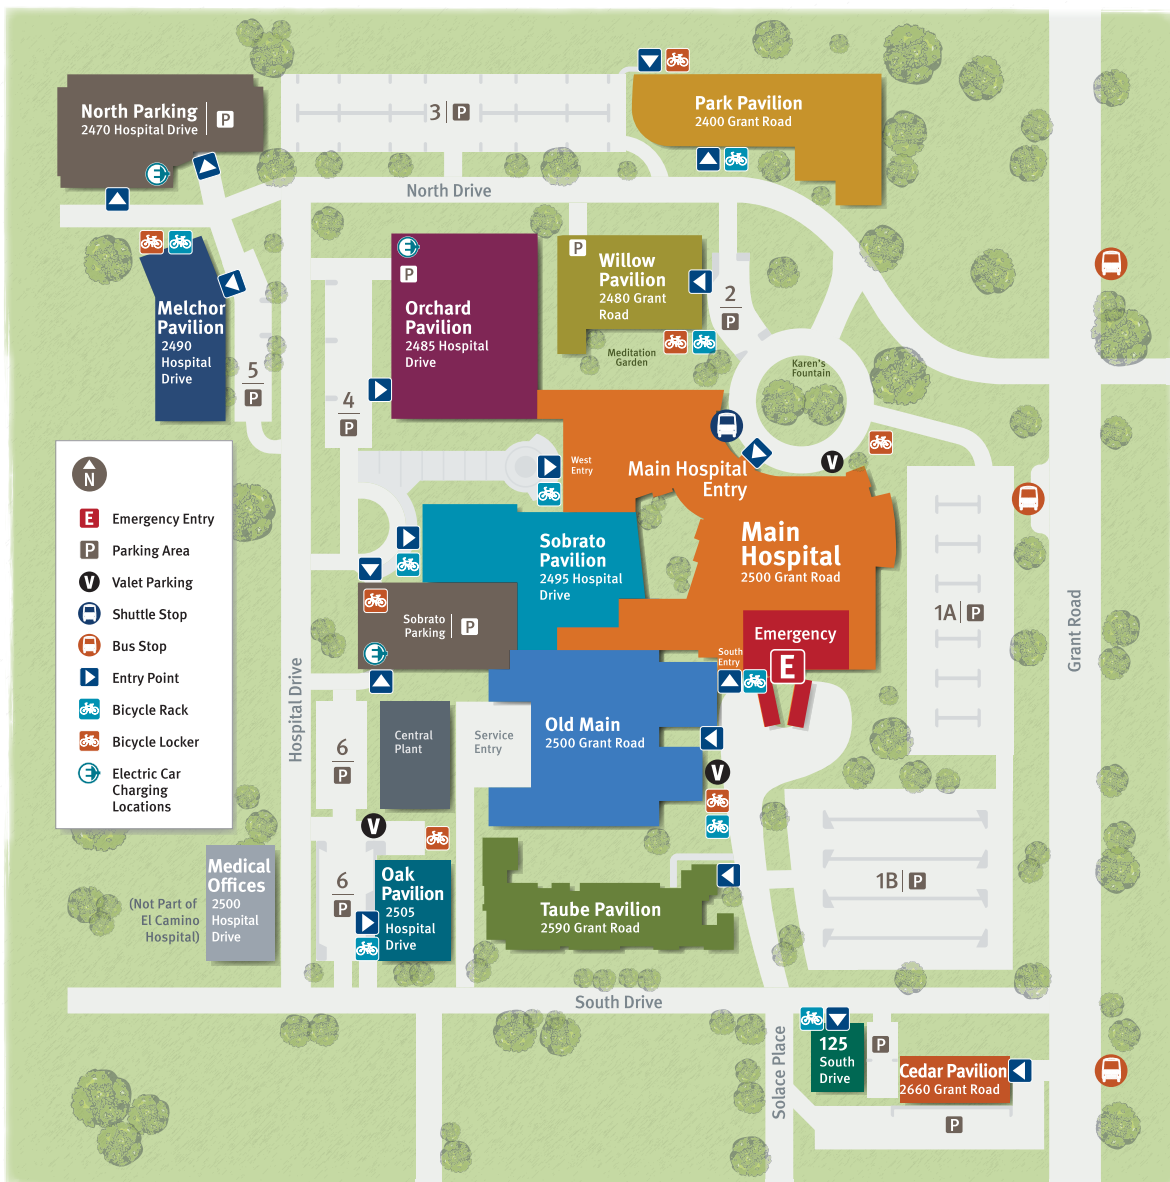 North Parking
2470 Hospital Drive
P
3 P
Park Pavilion
2400 Grant Road
North Drive
E
E
P
P
Willow
Pavilion
2480 Grant
Road
Orchard
Pavilion
2485 Hospital
Drive
Melchor
Pavilion
2490
Hospital
Drive
2
P
Meditation
Garden
Karen's
Fountain
5
P
4
P
West
Entry
Main Hospital
Entry
V
N
E Emergency Entry
P Parking Area
V Valet Parking
Shuttle Stop
Bus Stop
Entry Point
Bicycle Rack
Bicycle Locker
E Electric Car
Charging
Locations
Sobrato
Pavilion
2495 Hospital
Drive
Main
Hospital
2500 Grant Road
1A P
Grant Road
Sobrato
Parking
P
E
Emergency
E
South
Entry
Hospital Drive
6
P
Central
Plant
Service
Entry
Old Main
2500 Grant Road
V
V
Medical
Offices
2500
Hospital
Drive
(Not Part of
El Camino
Hospital)
6
P
Oak
Pavilion
2505
Hospital
Drive
Taube Pavilion
2590 Grant Road
1B P
South Drive
Solace Place
125
South
Drive
P
Cedar Pavilion
2660 Grant Road
P